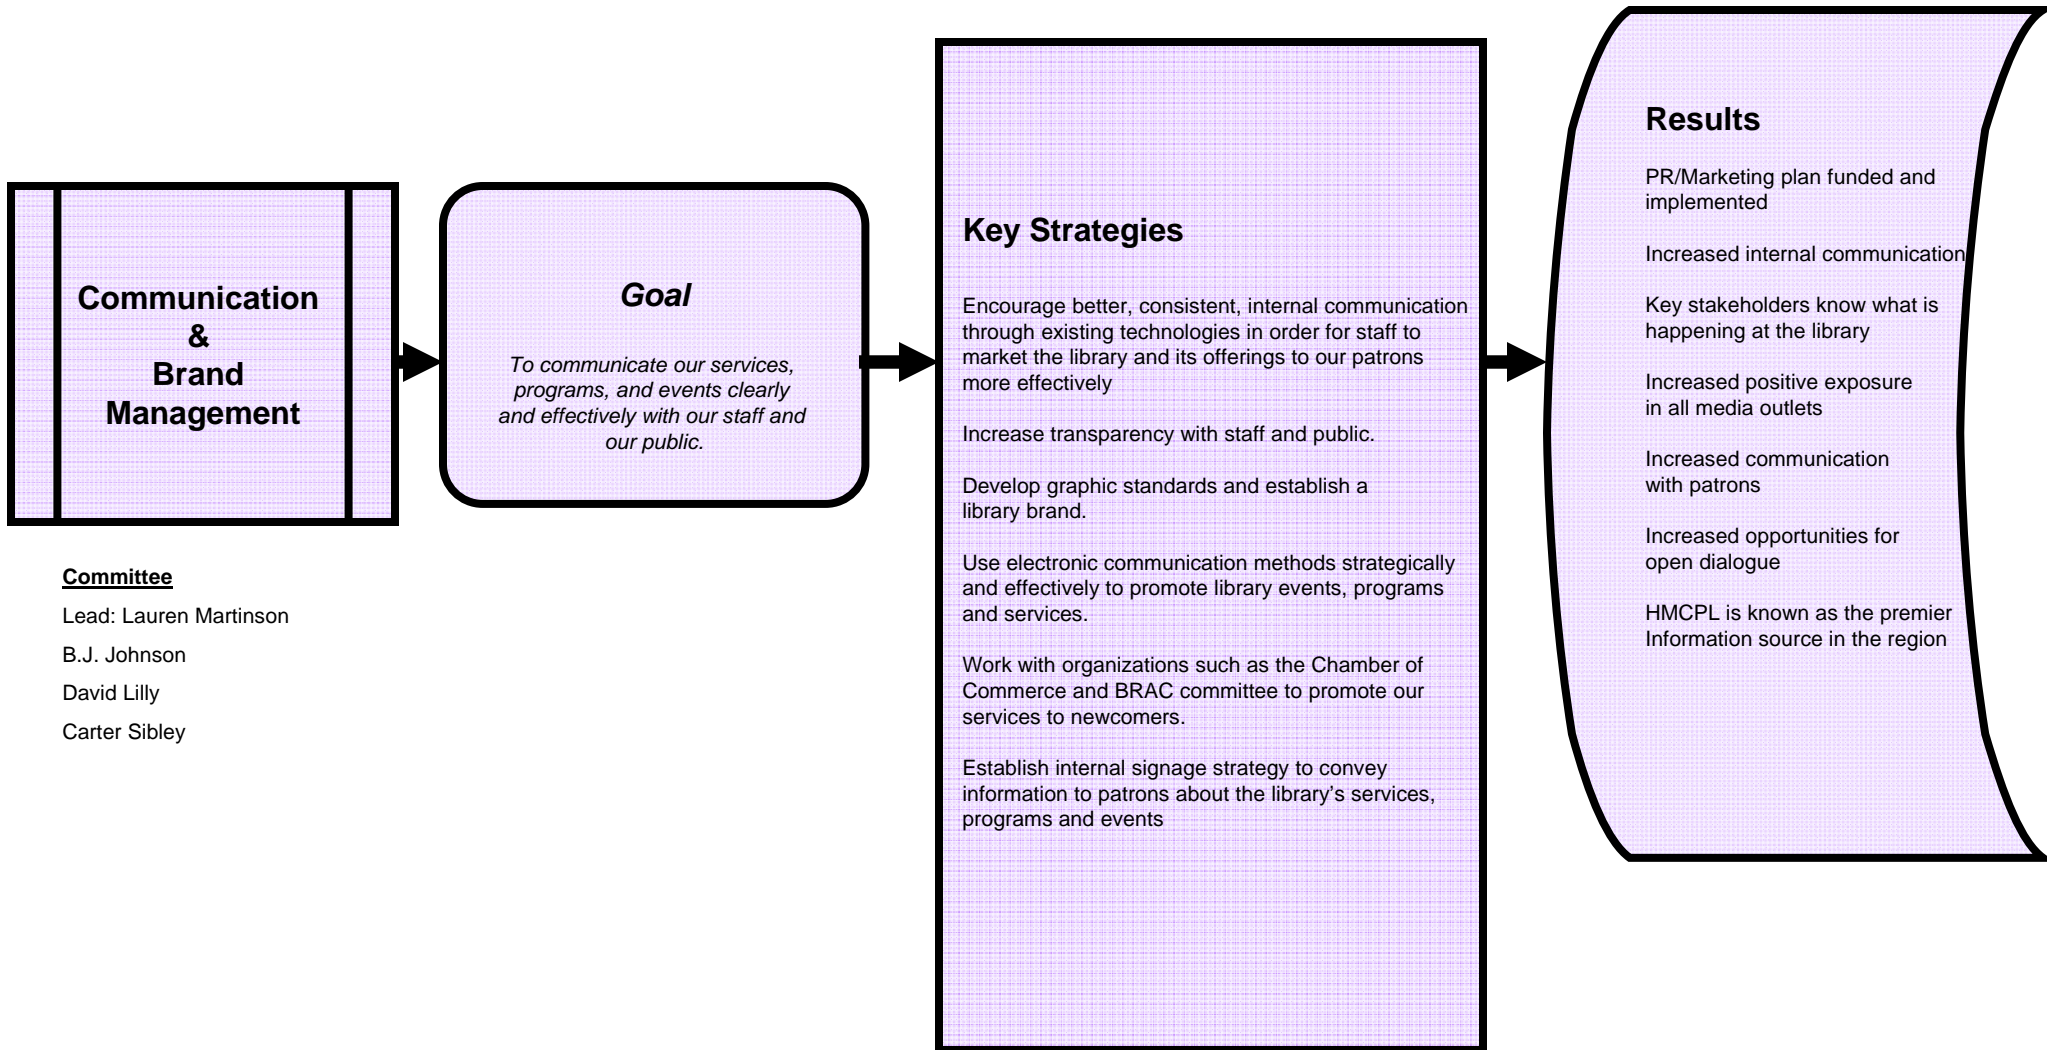 Communication
&
Brand
Management
Committee
Lead: Lauren Martinson
B.J. Johnson
David Lilly
Carter Sibley
Goal
To communicate our services,
programs, and events clearly
and effectively with our staff and
our public.
Key Strategies
Encourage better, consistent, internal communication
through existing technologies in order for staff to
market the library and its offerings to our patrons
more effectively
Increase transparency with staff and public.
Develop graphic standards and establish a
library brand.
Use electronic communication methods strategically
and effectively to promote library events, programs
and services.
Work with organizations such as the Chamber of
Commerce and BRAC committee to promote our
services to newcomers.
Establish internal signage strategy to convey
information to patrons about the library’s services,
programs and events
Results
PR/Marketing plan funded and
implemented
Increased internal communication
Key stakeholders know what is
happening at the library
Increased positive exposure
in all media outlets
Increased communication
with patrons
Increased opportunities for
open dialogue
HMCPL is known as the premier
Information source in the region